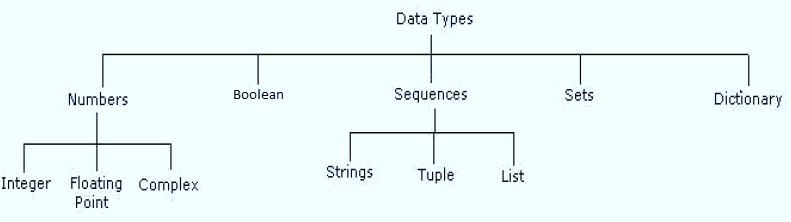 Data Types
Numbers
Boolean
Sequences
Sets
Dictionary
Integer
Floating
Point
Complex
Strings
Tuple
List